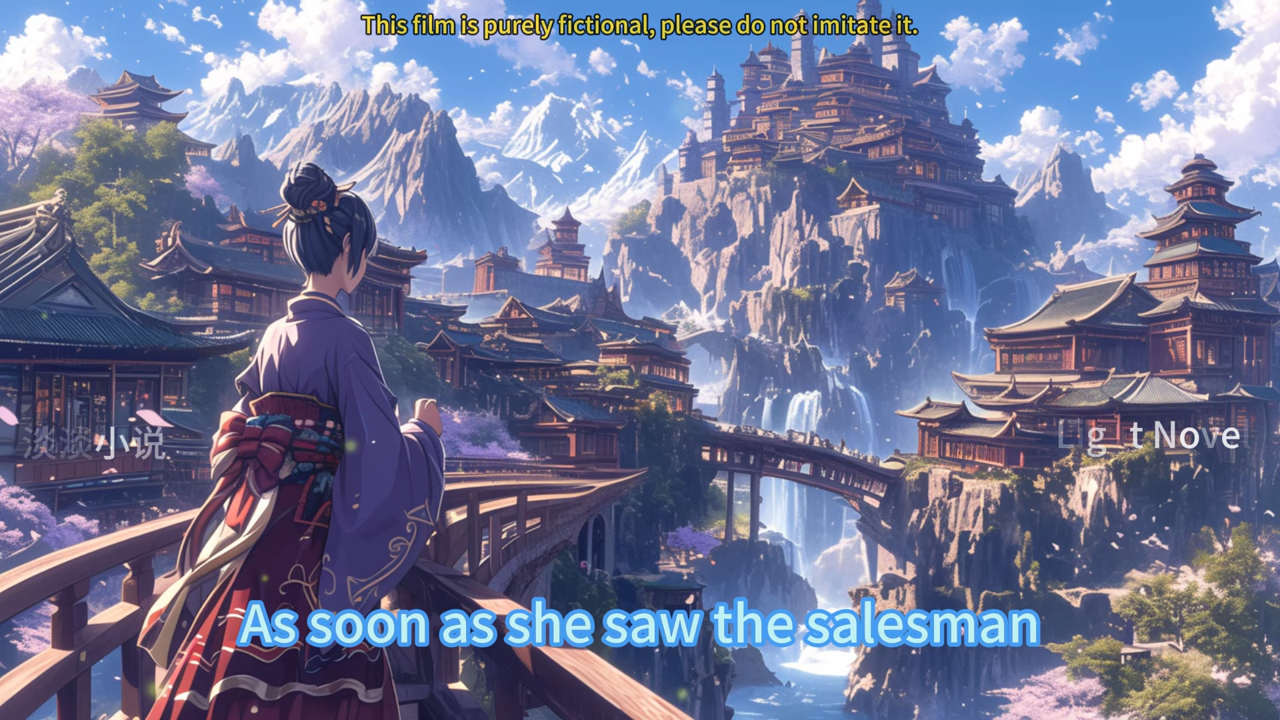 This film is purely fictional, please do not imitate it.
淡淡小说
L g t Nove
As soon as she saw the salesman